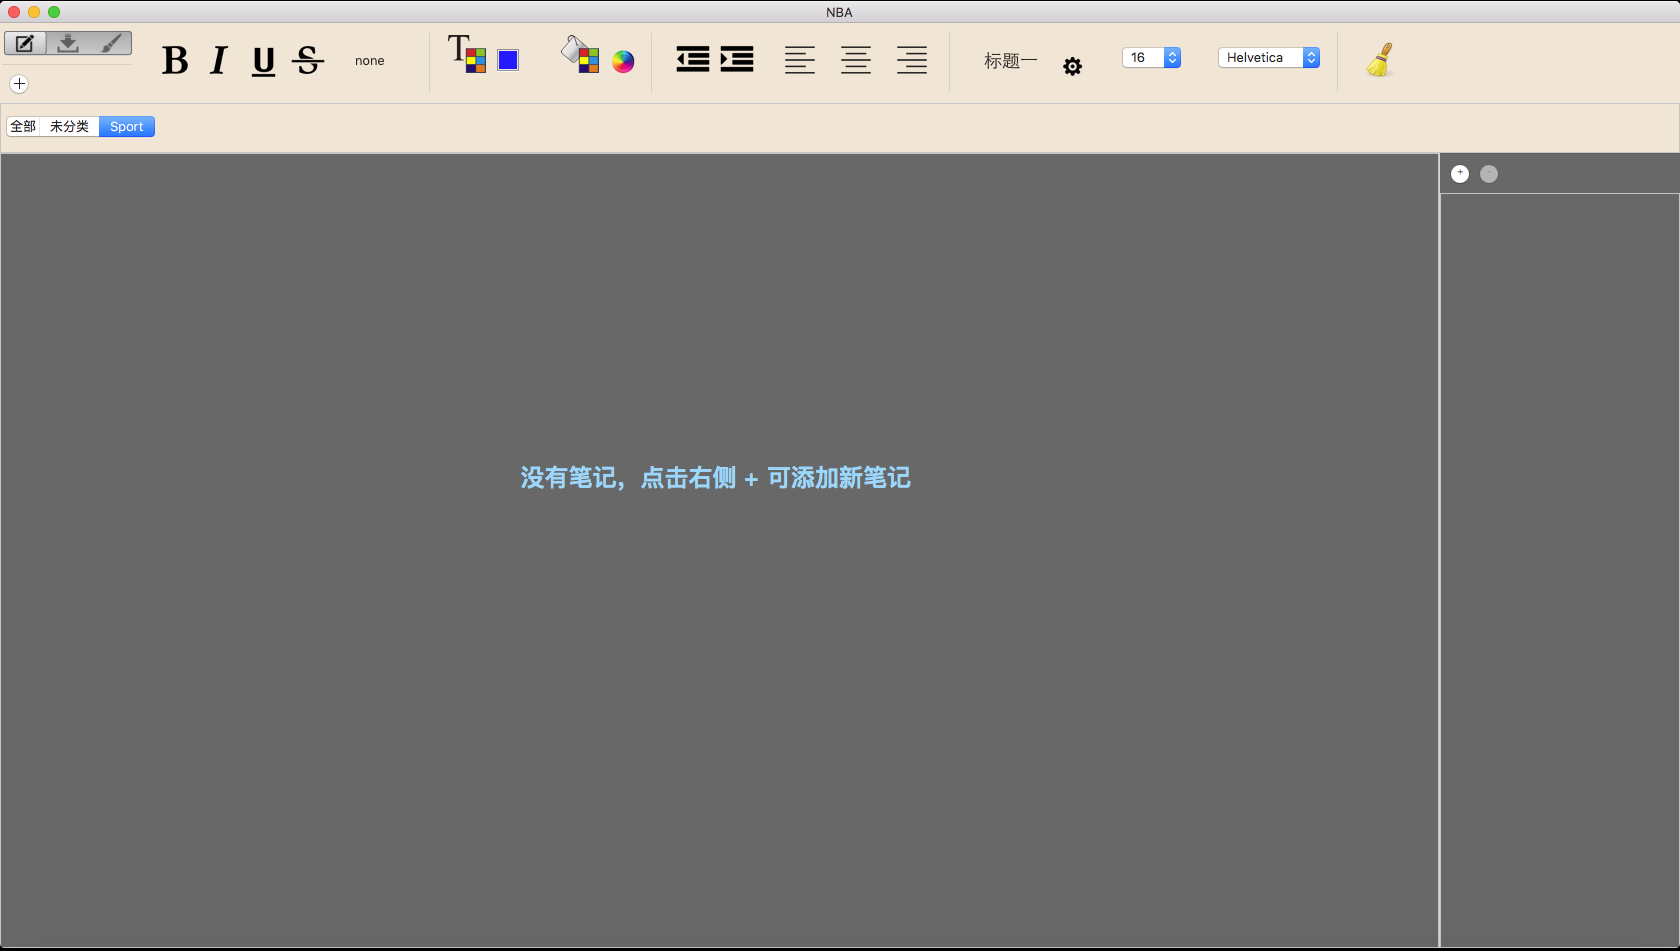 NBA
B I U S none
T
标题一
16
Helvetica
全部 未分类 Sport
没有笔记，点击右侧 + 可添加新笔记